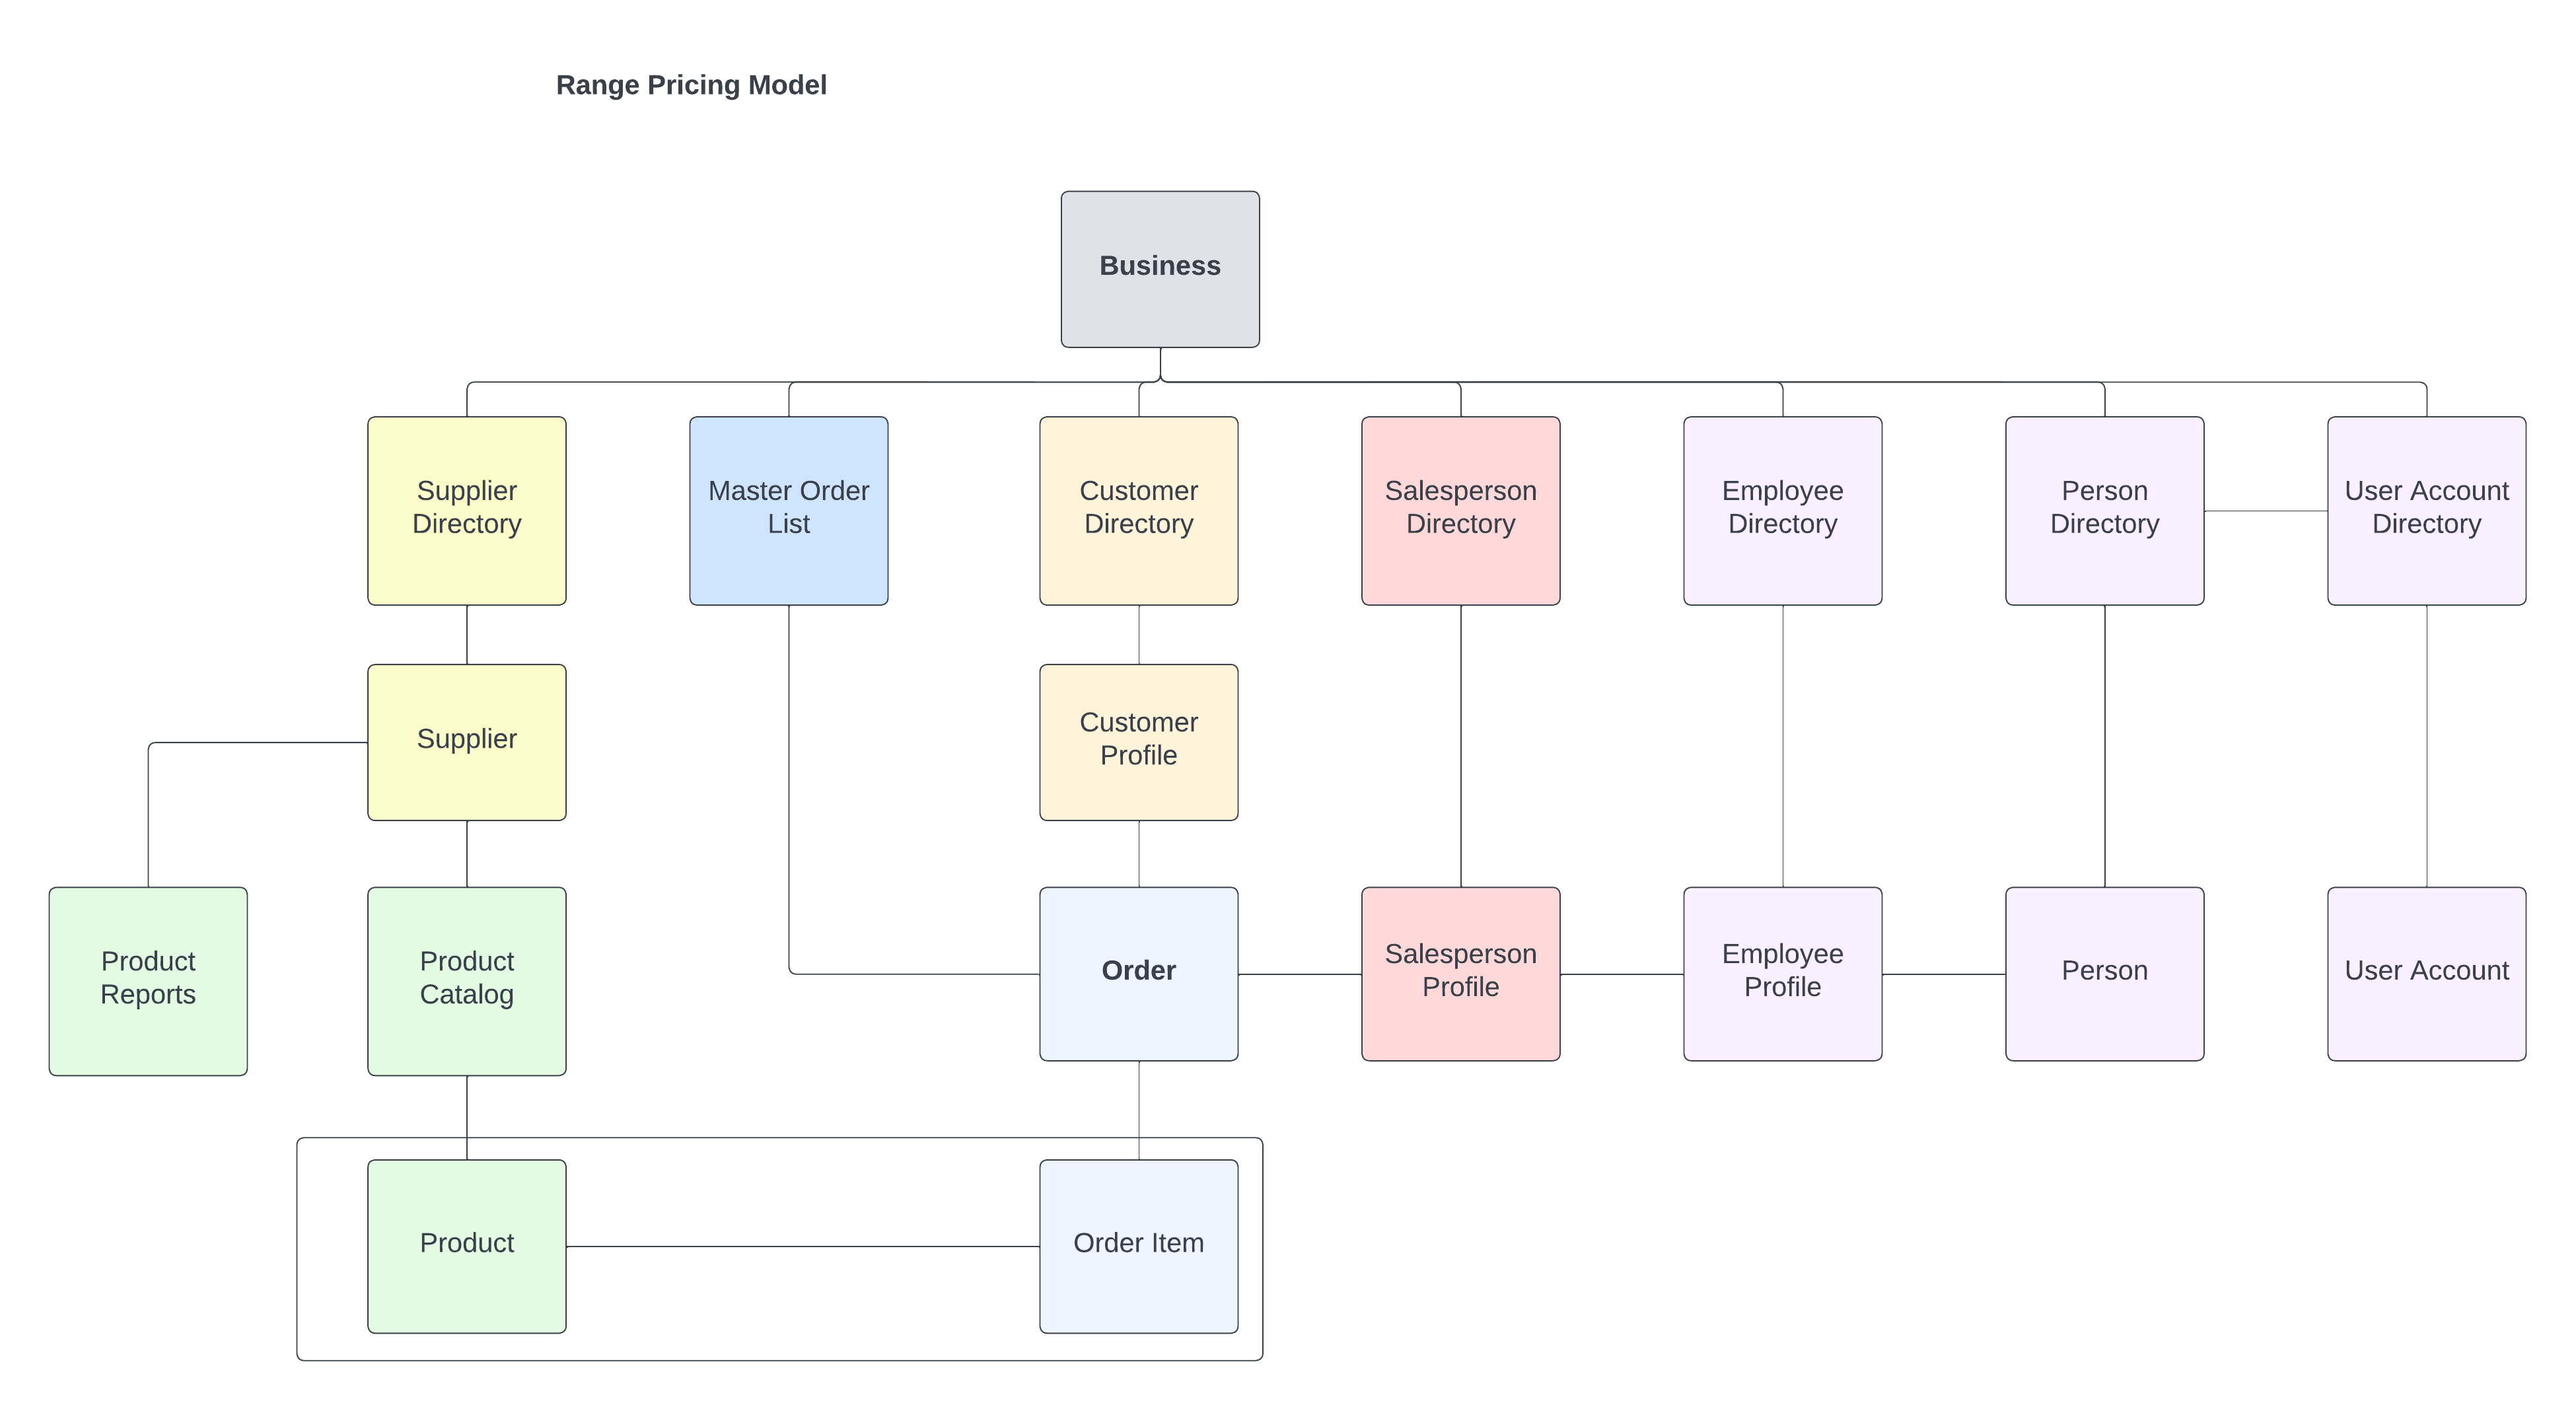 Range Pricing Model
Business
Supplier
Directory
Master Order
List
Customer
Directory
Salesperson
Directory
Employee
Directory
Person
Directory
User Account
Directory
Supplier
Customer
Profile
Product
Reports
Product
Catalog
Order
Salesperson
Profile
Employee
Profile
Person
User Account
Product
Order Item